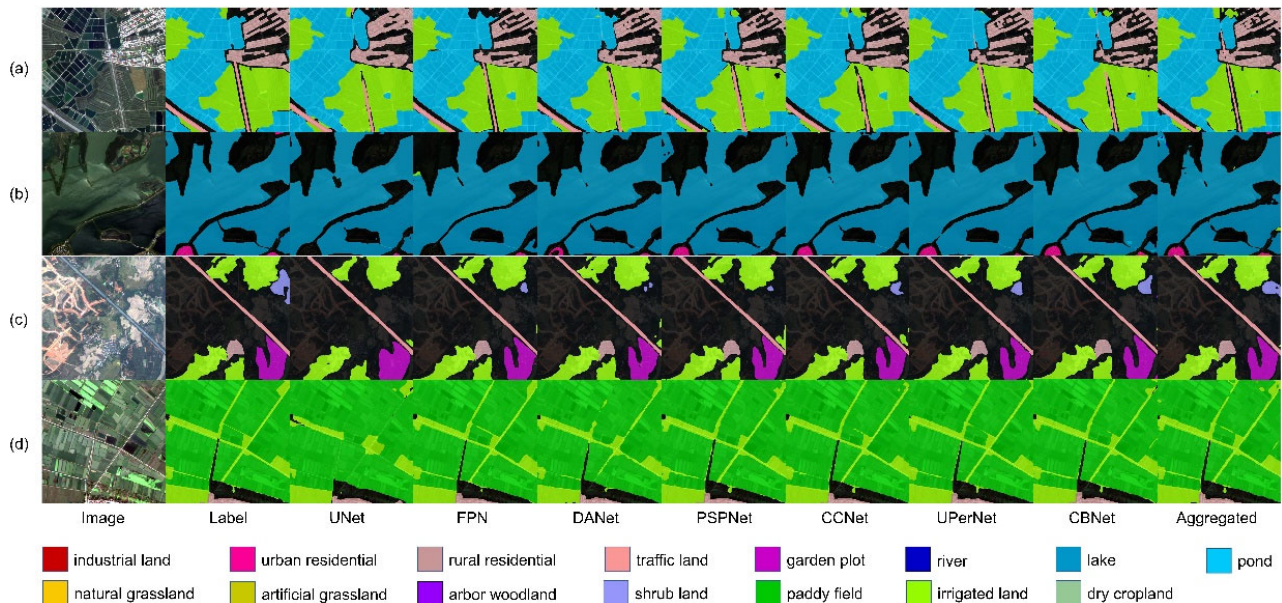 (a)
(b)
(c)
(d)
Image Label UNet FPN DANet PSPNet CCNet UPerNet CBNet Aggregated
industrial land urban residential rural residential traffic land garden plot river lake pond
natural grassland artificial grassland arbor woodland shrub land paddy field irrigated land dry cropland